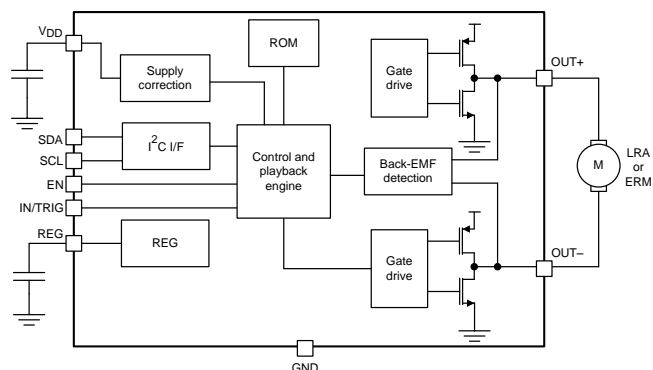 VDD
ROM
Supply
correction
Gate
drive
OUT+
SDA
SCL
I2C I/F
EN
IN/TRIG
Control and
playback
engine
Back-EMF
detection
M
LRA
or
ERM
REG
REG
Gate
drive
OUT–
GND